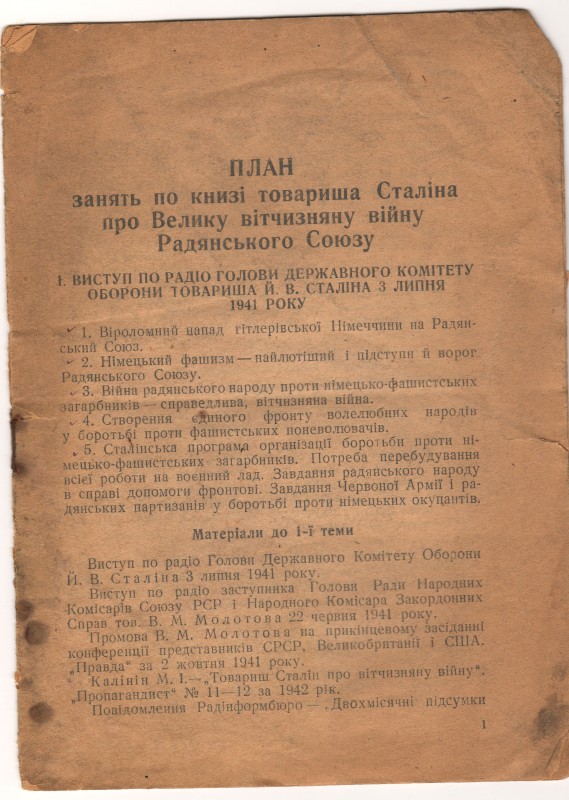 ПЛАН
занять по книзі товариша Сталіна
про Велику вітчизняну війну
Радянського Союзу
1. ВИСТУП ПО РАДІО ГОЛОВИ ДЕРЖАВНОГО КОМІТЕТУ
ОБОРОНИ ТОВАРИША Й. В. СТАЛІНА 3 ЛИПНЯ
1941 РОКУ
1. Віроломний напад гітлерівської Німеччини на Радян-
ський Союз.
2. Німецький фашизм — найлютіший і підступн й ворог
Радянського Союзу.
3. Війна радянського народу проти німецько-фашистських
загарбників — справедлива, вітчизняна війна.
4. Створення єдиного фронту волелюбних народів
у боротьбі проти фашистських поневолювачів.
5. Сталінська програма організації боротьби проти ні-
мецько-фашистських загарбників. Потреба перебудування
всієї роботи на воєнний лад. Завдання радянського народу
в справі допомоги фронтові. Завдання Червоної Армії і ра-
дянських партизанів у боротьбі проти німецьких окупантів.
Матеріали до 1-ї теми
Виступ по радіо Голови Державного Комітету Оборони
Й. В. Сталіна 3 липня 1941 року.
Виступ по радіо заступника Голови Ради Народних
Комісарів Союзу РСР і Народного Комісара Закордонних
Справ тов. В. М. Молотова 22 червня 1941 року.
Промова В. М. Молотова на прикінцевому засіданні
конференції представників СРСР, Великобританії і США.
„Правда“ за 2 жовтня 1941 року.
Калінін М. І.—„Товариш Сталін про вітчизняну війну“.
„Пропагандист“ № 11—12 за 1942 рік.
Повідомлення Радінформбюро — „Двохмісячні підсумки
1